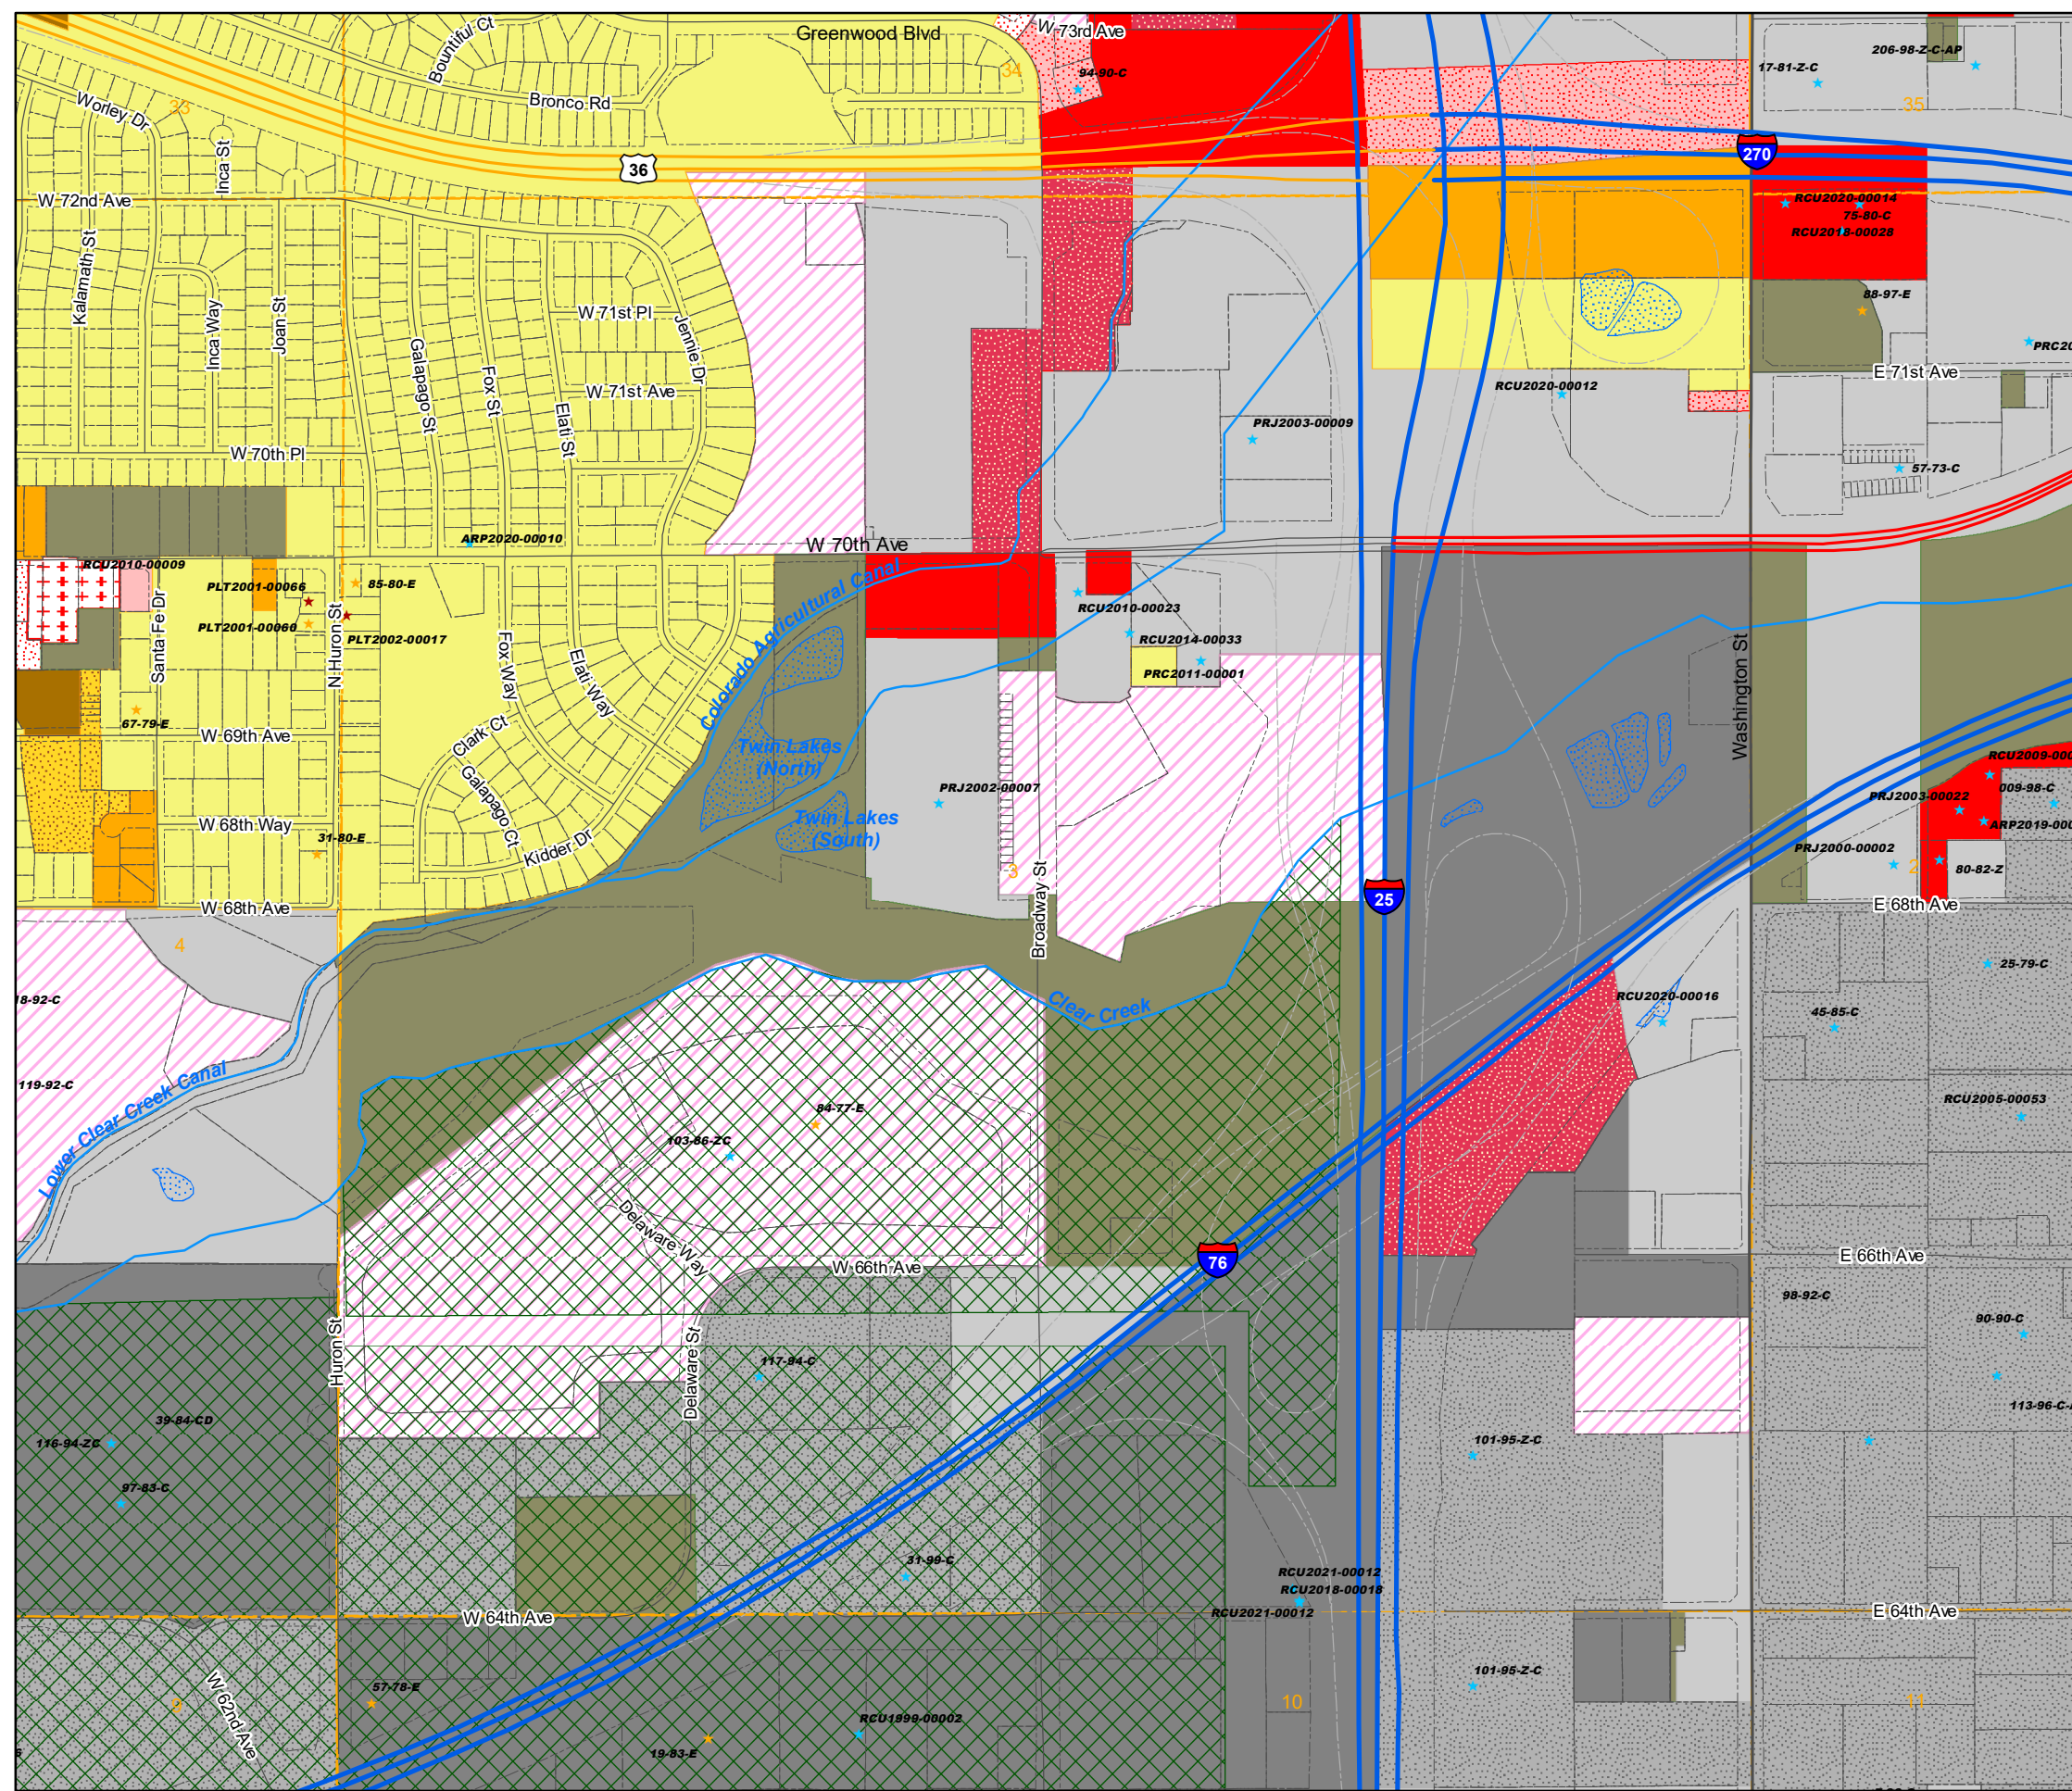 Greenwood Blvd
W 73rd Ave
Bountiful Ct
206-98-Z-C-AP
17-81-Z-C
34
94-90-C
Bronco Rd
Worley Dr
33
35
Inca St
36
270
W 72nd Ave
RCU2020-00014
75-80-C
RCU2018-00028
Kalamath St
88-97-E
Inca Way
Joan St
W 71st Pl
Jennie Dr
Galapago St
Fox St
Elati St
W 71st Ave
E 71st Ave
RCU2020-00012
PRJ2003-00009
W 70th Pl
57-73-C
ARP2020-00010
W 70th Ave
RCU2010-00009
PLT2001-00066
85-80-E
Colorado Agricultural Canal
RCU2010-00023
PLT2001-00060
PLT2002-00017
RCU2014-00033
Santa Fe Dr
N Huron St
Fox Way
Elati Way
PRC2011-00001
Washington St
67-79-E
W 69th Ave
Clark Ct
Twin Lakes
(North)
PRJ2002-00007
Galapago Ct
PRJ2003-00022
009-98-C
W 68th Way
31-80-E
Kidder Dr
Twin Lakes
(South)
PRJ2000-00002
80-82-Z
3
2
25
W 68th Ave
E 68th Ave
Broadway St
4
25-79-C
18-92-C
RCU2020-00016
Clear Creek
45-85-C
119-92-C
Lower Clear Creek Canal
84-77-E
RCU2005-00053
103-86-ZC
Delaware Way
W 66th Ave
76
E 66th Ave
98-92-C
90-90-C
Huron St
Delaware St
117-94-C
39-84-CD
116-94-ZC
101-95-Z-C
97-83-C
31-99-C
RCU2021-00012
RCU2018-00018
RCU2021-00012
W 64th Ave
E 64th Ave
W 62nd Ave
57-78-E
101-95-Z-C
9
10
11
RCU1999-00002
19-83-E